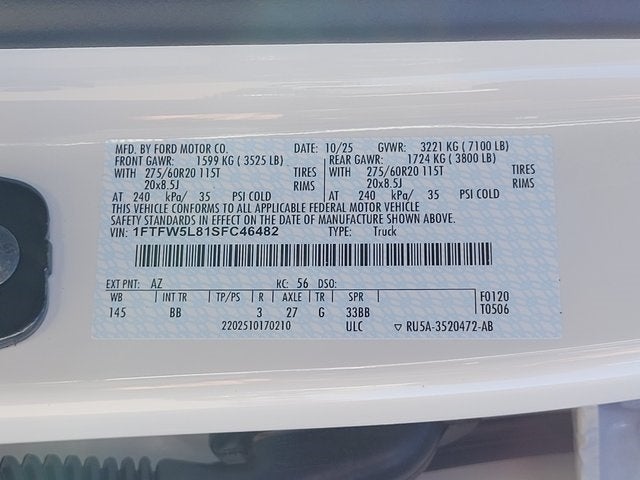 MFD. BY FORD MOTOR CO. DATE: 10/25 GVWR: 3221 KG ( 7100 LB)
FRONT GAWR: 1599 KG ( 3525 LB) REAR GAWR: 1724 KG ( 3800 LB)
WITH 275/60R20 115T TIRES WITH 275/60R20 115T TIRES
20x8.5J RIMS 20x8.5J RIMS
AT 240 kPa/ 35 PSI COLD AT 240 kPa/ 35 PSI COLD
THIS VEHICLE CONFORMS TO ALL APPLICABLE FEDERAL MOTOR VEHICLE
SAFETY STANDARDS IN EFFECT ON THE DATE OF MANUFACTURE SHOWN ABOVE.
VIN: 1FTFW5L81SFC46482 TYPE: Truck
EXT PNT: AZ RC: 56 DSO:
WB INT TR TP/PS R AXLE TR SPR F0120
145 BB 3 27 G 33BB T0506
2202510170210 ULC ▽ RU5A-3520472-AB